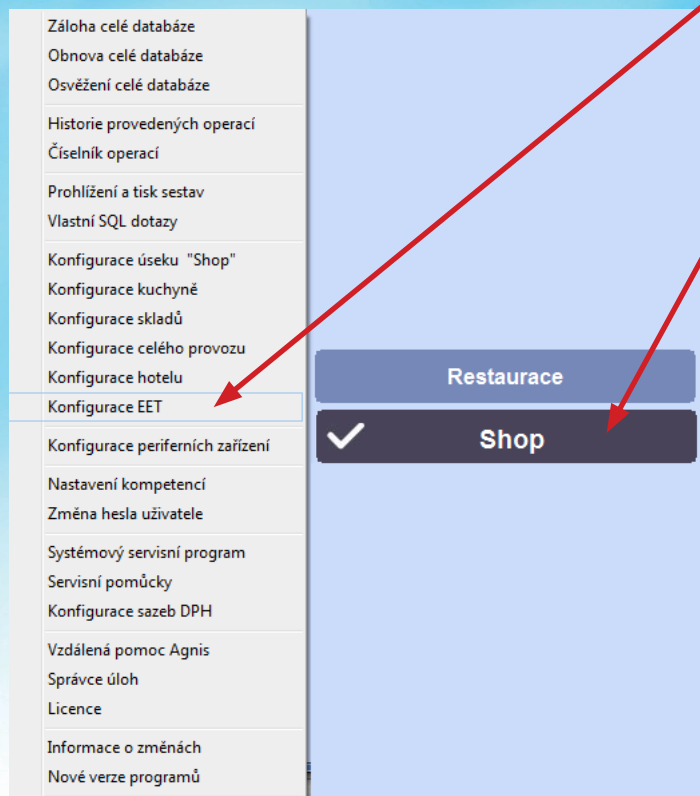 Záloha celé databáze
Obnova celé databáze
Osvěžení celé databáze
Historie provedených operací
Číselník operací
Prohlížení a tisk sestav
Vlastní SQL dotazy
Konfigurace úseku "Shop"
Konfigurace kuchyně
Konfigurace skladů
Konfigurace celého provozu
Konfigurace hotelu
Konfigurace EET
Konfigurace periferních zařízení
Nastavení kompetencí
Změna hesla uživatele
Systémový servisní program
Servisní pomůcky
Konfigurace sazeb DPH
Vzdálená pomoc Agnis
Správce úloh
Licence
Informace o změnách
Nové verze programů
Restaurace
Shop